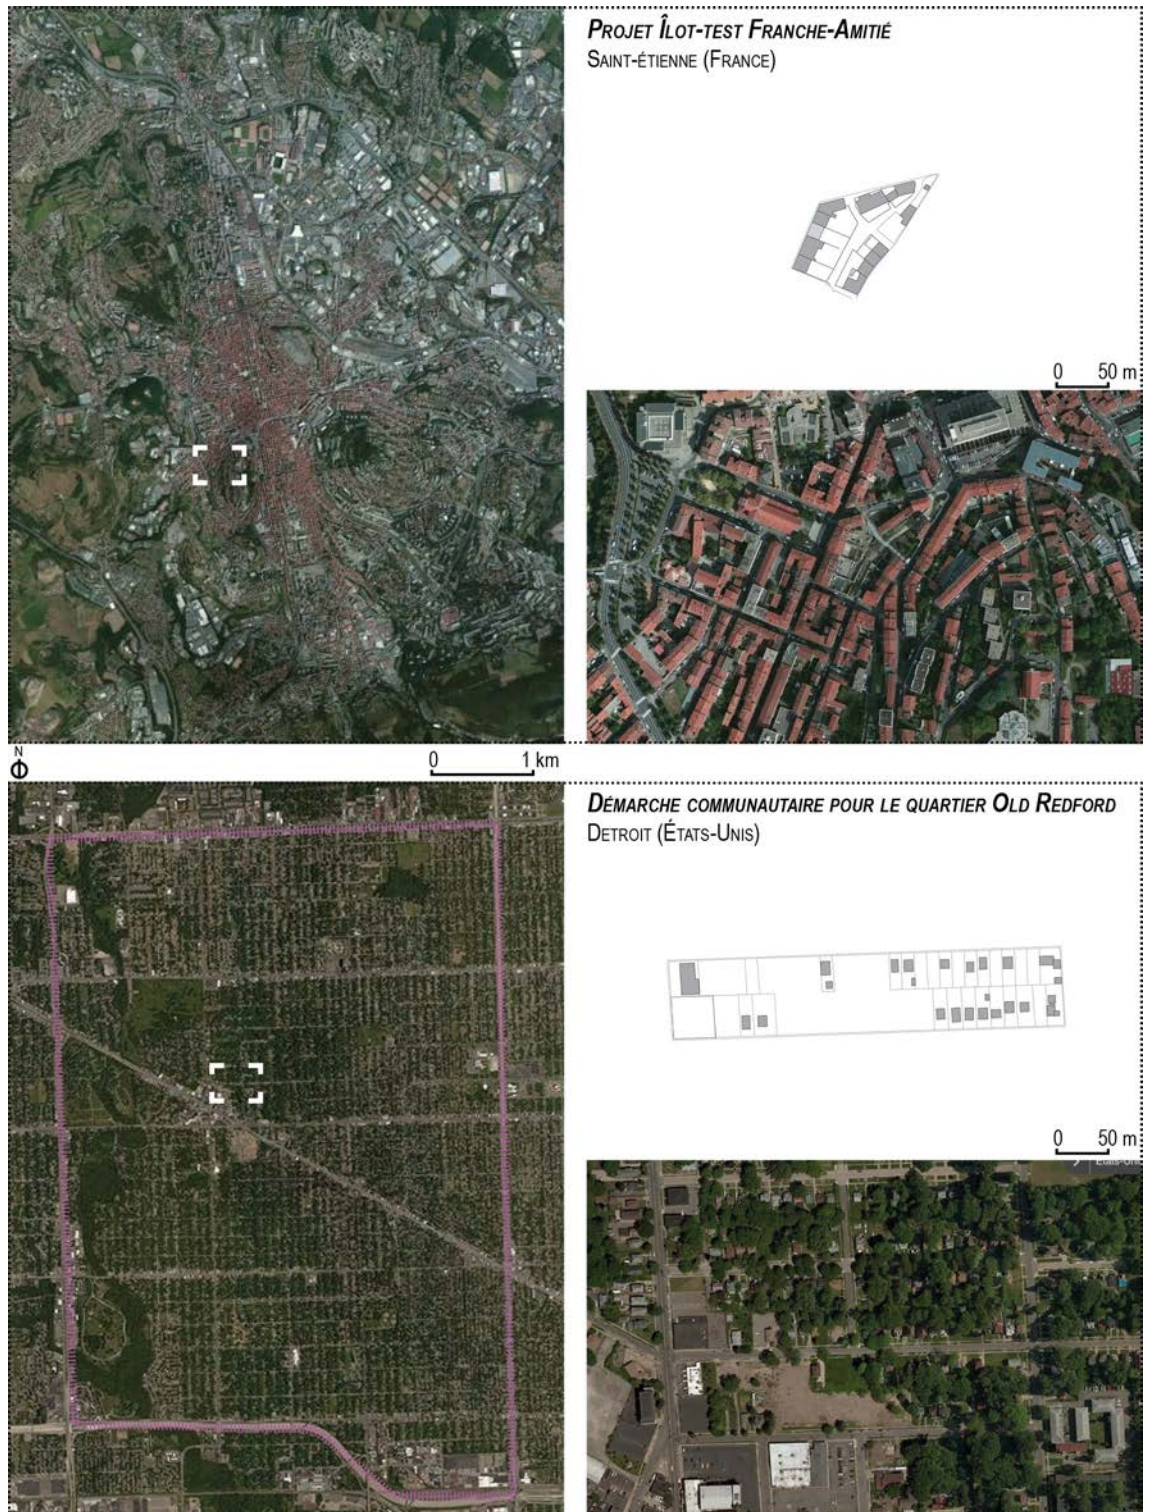 PROJET ÎLOT-TEST FRANCHE-AMITIÉ
SAINT-ÉTIENNE (FRANCE)
0 50 m
N
0 1 km
DÉMARCHE COMMUNAUTAIRE POUR LE QUARTIER OLD REDFORD
DETROIT (ÉTATS-UNIS)
0 50 m